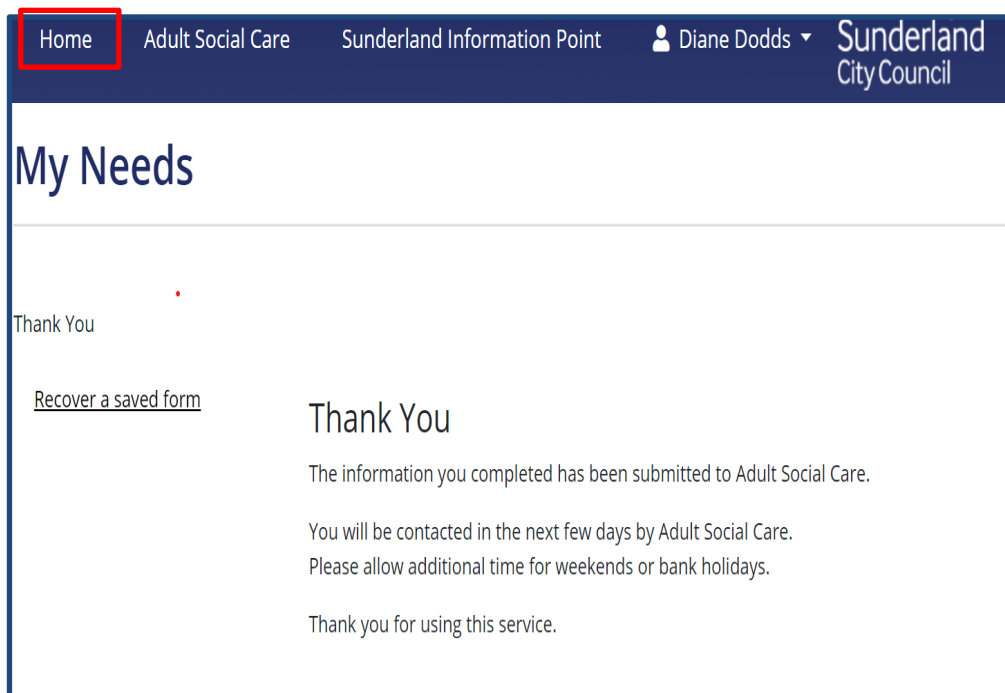 Home Adult Social Care Sunderland Information Point Diane Dodds Sunderland
City Council
My Needs
Thank You
Recover a saved form
Thank You
The information you completed has been submitted to Adult Social Care.
You will be contacted in the next few days by Adult Social Care.
Please allow additional time for weekends or bank holidays.
Thank you for using this service.